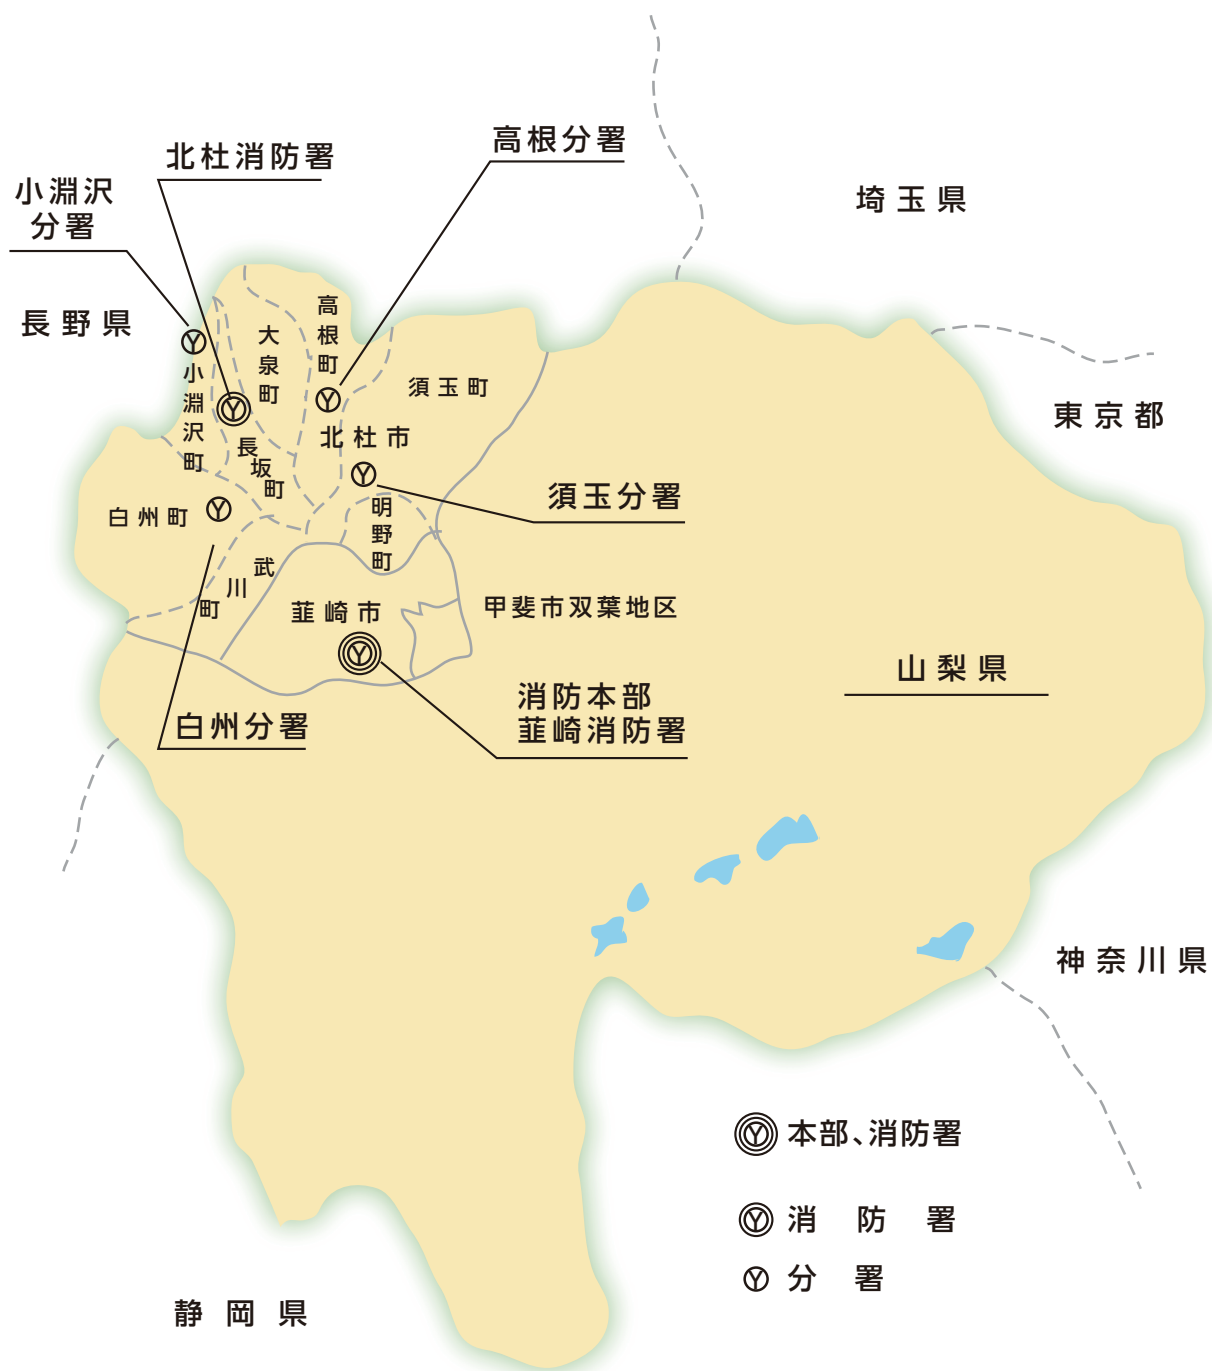 高根分署
北杜消防署
小淵沢
分署
埼玉県
長野県
高根町
大泉町
小淵沢町
須玉町
東京都
北杜市
長坂町
須玉分署
明野町
白州町
武川町
韮崎市
甲斐市双葉地区
山梨県
消防本部
韮崎消防署
白州分署
神奈川県
本部、消防署
消防署
分署
静岡県